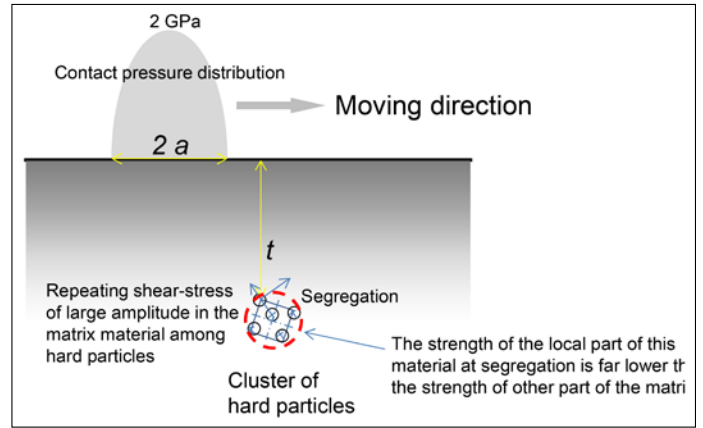 2 GPa
Contact pressure distribution
Moving direction
2 a
t
Repeating shear-stress
of large amplitude in the
matrix material among
hard particles
Segregation
The strength of the local part of this
material at segregation is far lower th
the strength of other part of the matri
Cluster of
hard particles